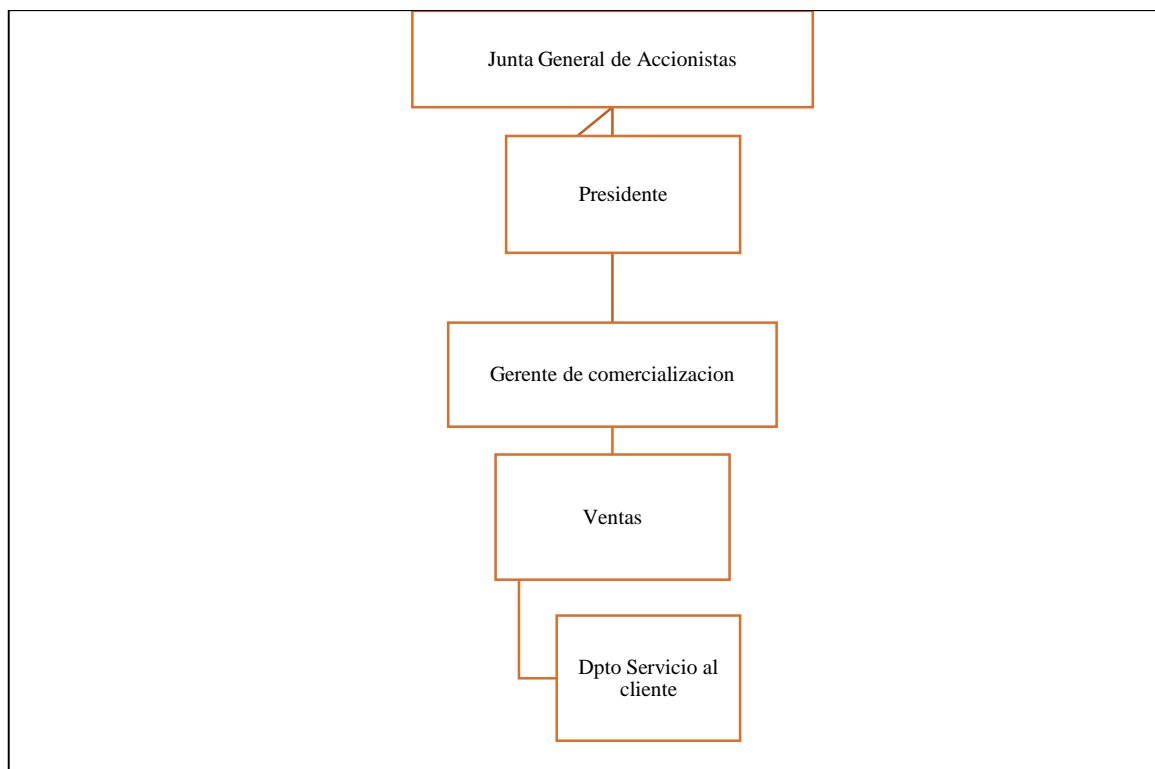 Junta General de Accionistas
Presidente
Gerente de comercializacion
Ventas
Dpto Servicio al
cliente